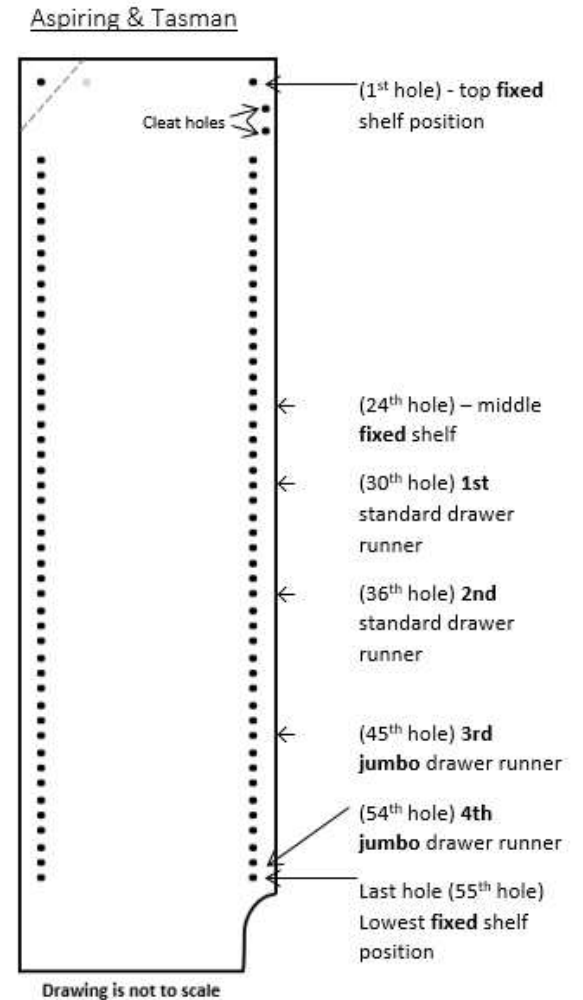 Aspiring & Tasman
(1st hole) - top fixed
shelf position
Cleat holes
(24th hole) – middle
fixed shelf
(30th hole) 1st
standard drawer
runner
(36th hole) 2nd
standard drawer
runner
(45th hole) 3rd
jumbo drawer runner
(54th hole) 4th
jumbo drawer runner
Last hole (55th hole)
Lowest fixed shelf
position
Drawing is not to scale